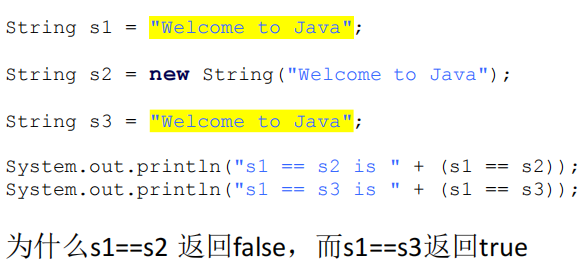 String s1 = "Welcome to Java";
String s2 = new String("Welcome to Java");
String s3 = "Welcome to Java";
System.out.println("s1 == s2 is " + (s1 == s2));
System.out.println("s1 == s3 is " + (s1 == s3));
为什么s1==s2 返回false，而s1==s3返回true